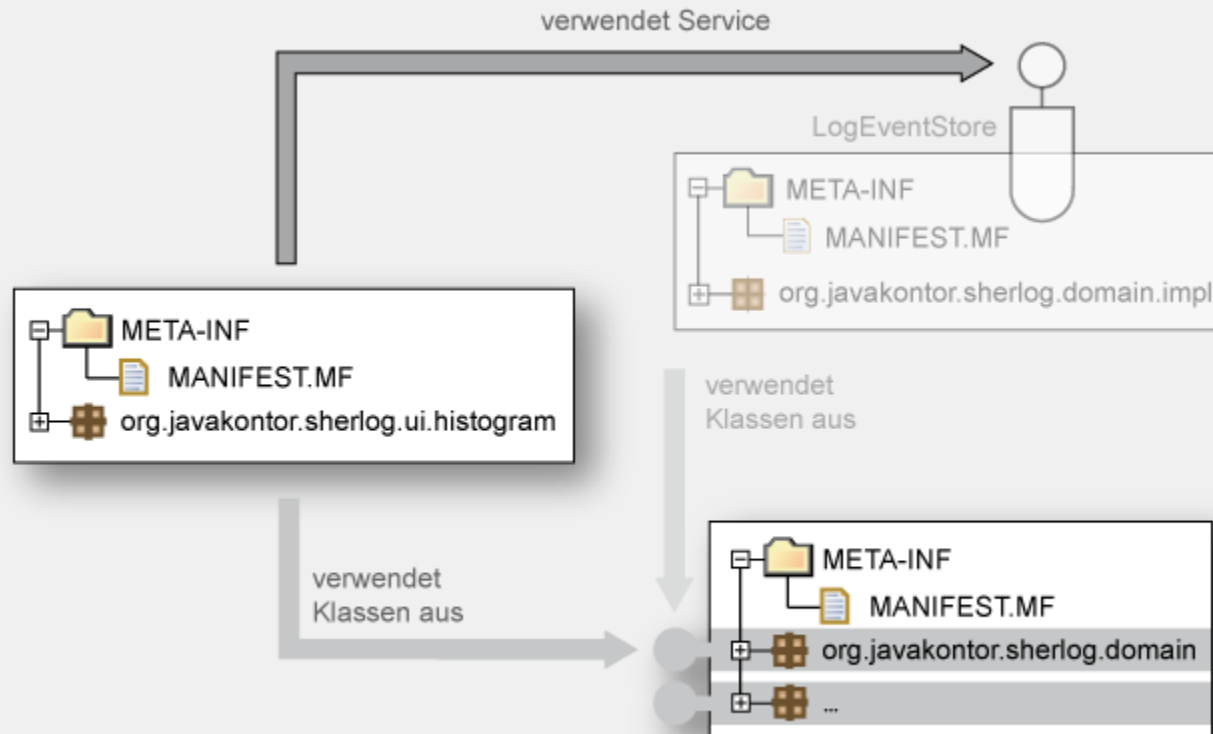 verwendet Service
LogEventStore
META-INF
MANIFEST.MF
org.javakontor.sherlog.domain.impl
META-INF
MANIFEST.MF
org.javakontor.sherlog.ui.histogram
verwendet
Klassen aus
verwendet
Klassen aus
META-INF
MANIFEST.MF
org.javakontor.sherlog.domain
...